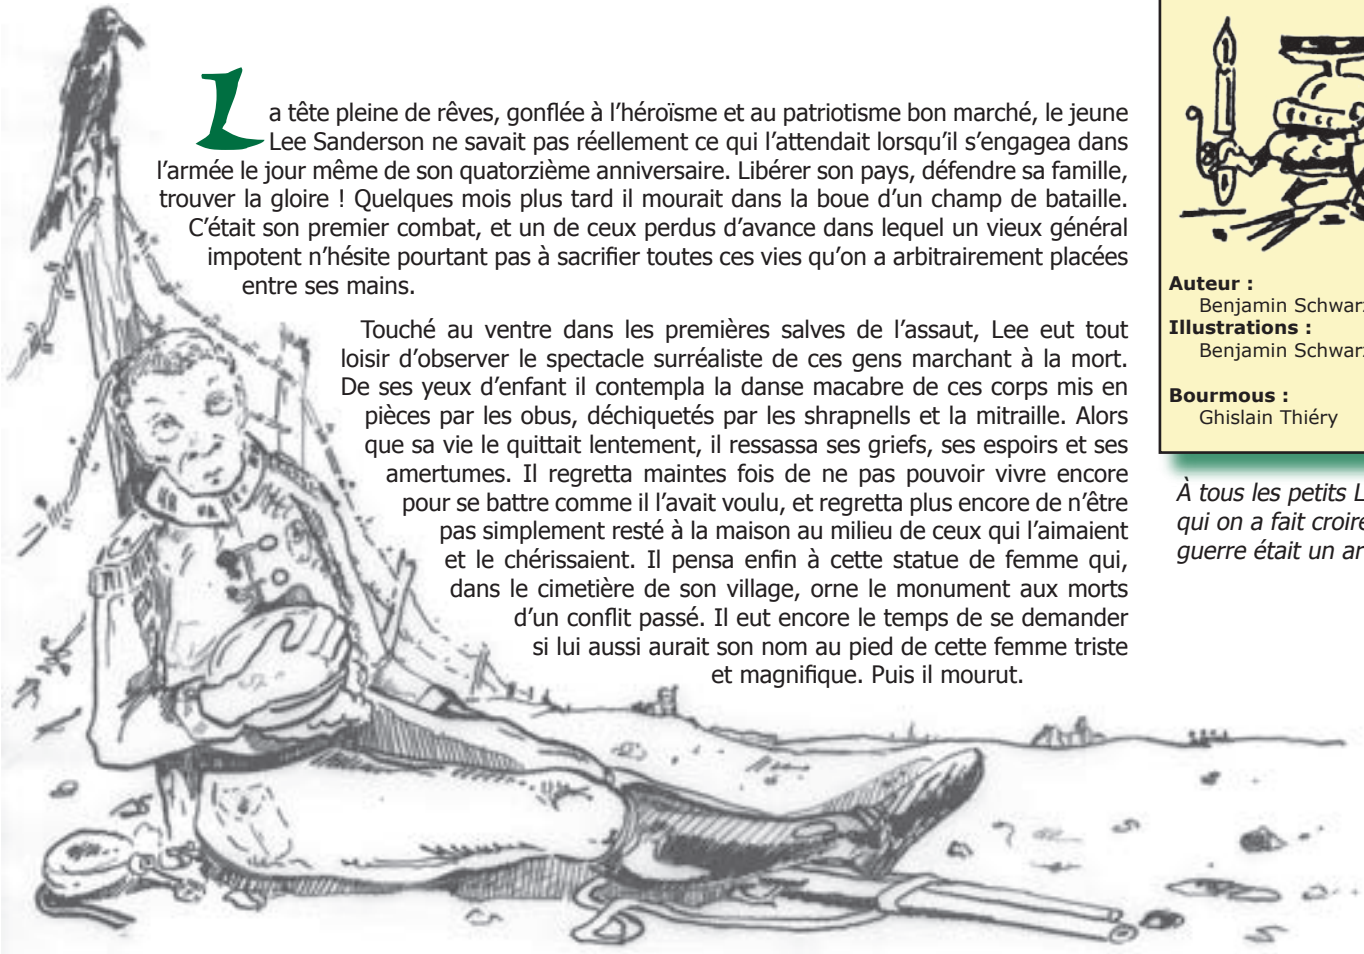 La tête pleine de rêves, gonflée à l'héroïsme et au patriotisme bon marché, le jeune
Lee Sanderson ne savait pas réellement ce qui l'attendait lorsqu'il s'engagea dans
l'armée le jour même de son quatorzième anniversaire. Libérer son pays, défendre sa famille,
trouver la gloire ! Quelques mois plus tard il mourait dans la boue d'un champ de bataille.
C'était son premier combat, et un de ceux perdus d'avance dans lequel un vieux général
impotent n'hésite pourtant pas à sacrifier toutes ces vies qu'on a arbitrairement placées
entre ses mains.
Touché au ventre dans les premières salves de l'assaut, Lee eut tout
loisir d'observer le spectacle surréaliste de ces gens marchant à la mort.
De ses yeux d'enfant il contempla la danse macabre de ces corps mis en
pièces par les obus, déchiquetés par les shrapnells et la mitraille. Alors
que sa vie le quittait lentement, il ressassa ses griefs, ses espoirs et ses
amertumes. Il regretta maintes fois de ne pas pouvoir vivre encore
pour se battre comme il l'avait voulu, et regretta plus encore de n'être
pas simplement resté à la maison au milieu de ceux qui l'aimaient
et le chérissaient. Il pensa enfin à cette statue de femme qui,
dans le cimetière de son village, orne le monument aux morts
d'un conflit passé. Il eut encore le temps de se demander
si lui aussi aurait son nom au pied de cette femme triste
et magnifique. Puis il mourut.
Auteur :
Benjamin Schwar
Illustrations :
Benjamin Schwar
Bourmous :
Ghislain Thiéry
À tous les petits L
qui on a fait croire
guerre était un ar